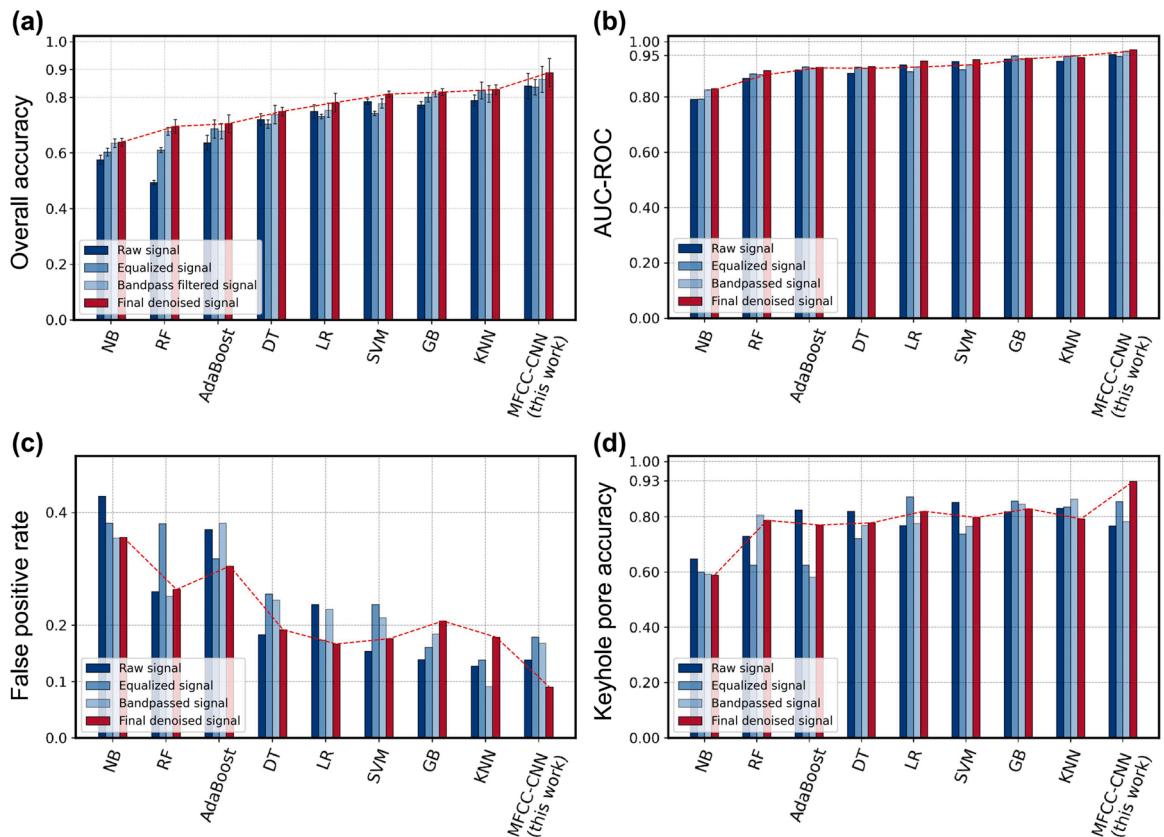 (a)
Overall accuracy
1.0
0.9
0.8
0.6
0.4
0.2
0.0
Raw signal
Equalized signal
Bandpass filtered signal
Final denoised signal
NB
RF
AdaBoost
DT
LR
SVM
GB
KNN
MFCC-CNN
(this work)
(b)
AUC-ROC
1.00
0.95
0.80
0.60
0.40
0.20
0.00
Raw signal
Equalized signal
Bandpassed signal
Final denoised signal
NB
RF
AdaBoost
DT
LR
SVM
GB
KNN
MFCC-CNN
(this work)
(c)
False positive rate
0.4
0.2
0.1
0.0
Raw signal
Equalized signal
Bandpassed signal
Final denoised signal
NB
RF
AdaBoost
DT
LR
SVM
GB
KNN
MFCC-CNN
(this work)
(d)
Keyhole pore accuracy
1.00
0.93
0.80
0.60
0.40
0.20
0.00
Raw signal
Equalized signal
Bandpassed signal
Final denoised signal
NB
RF
AdaBoost
DT
LR
SVM
GB
KNN
MFCC-CNN
(this work)